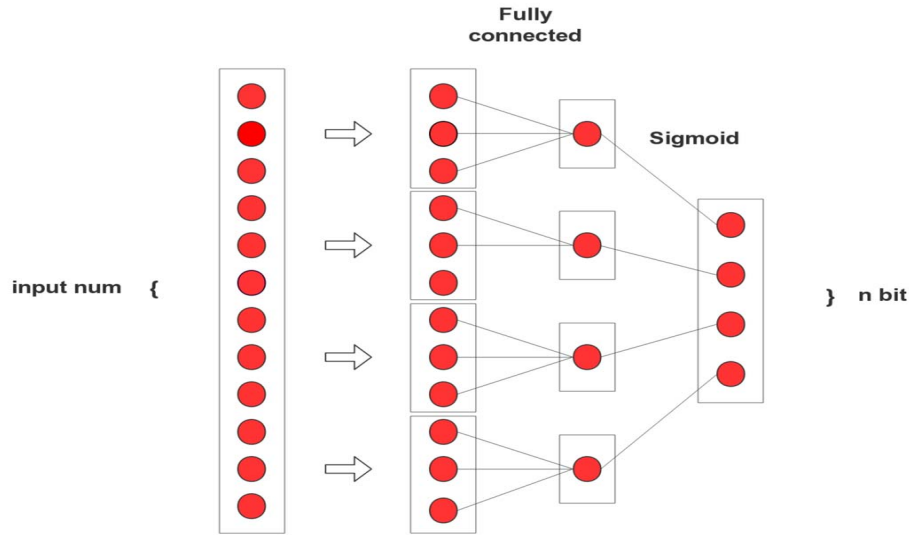 Fully
connected
Sigmoid
input num {
} n bit